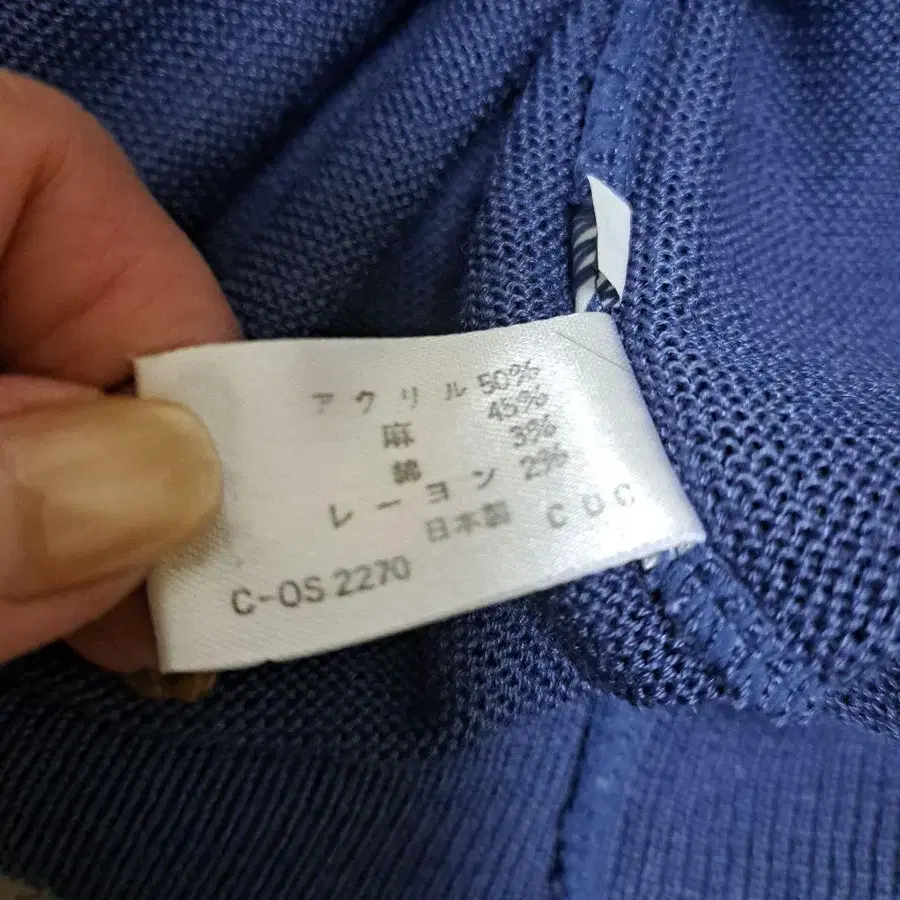 アクリル 50%
麻 45%
綿 3%
レーヨン 2%
日本製
C-OS 2270